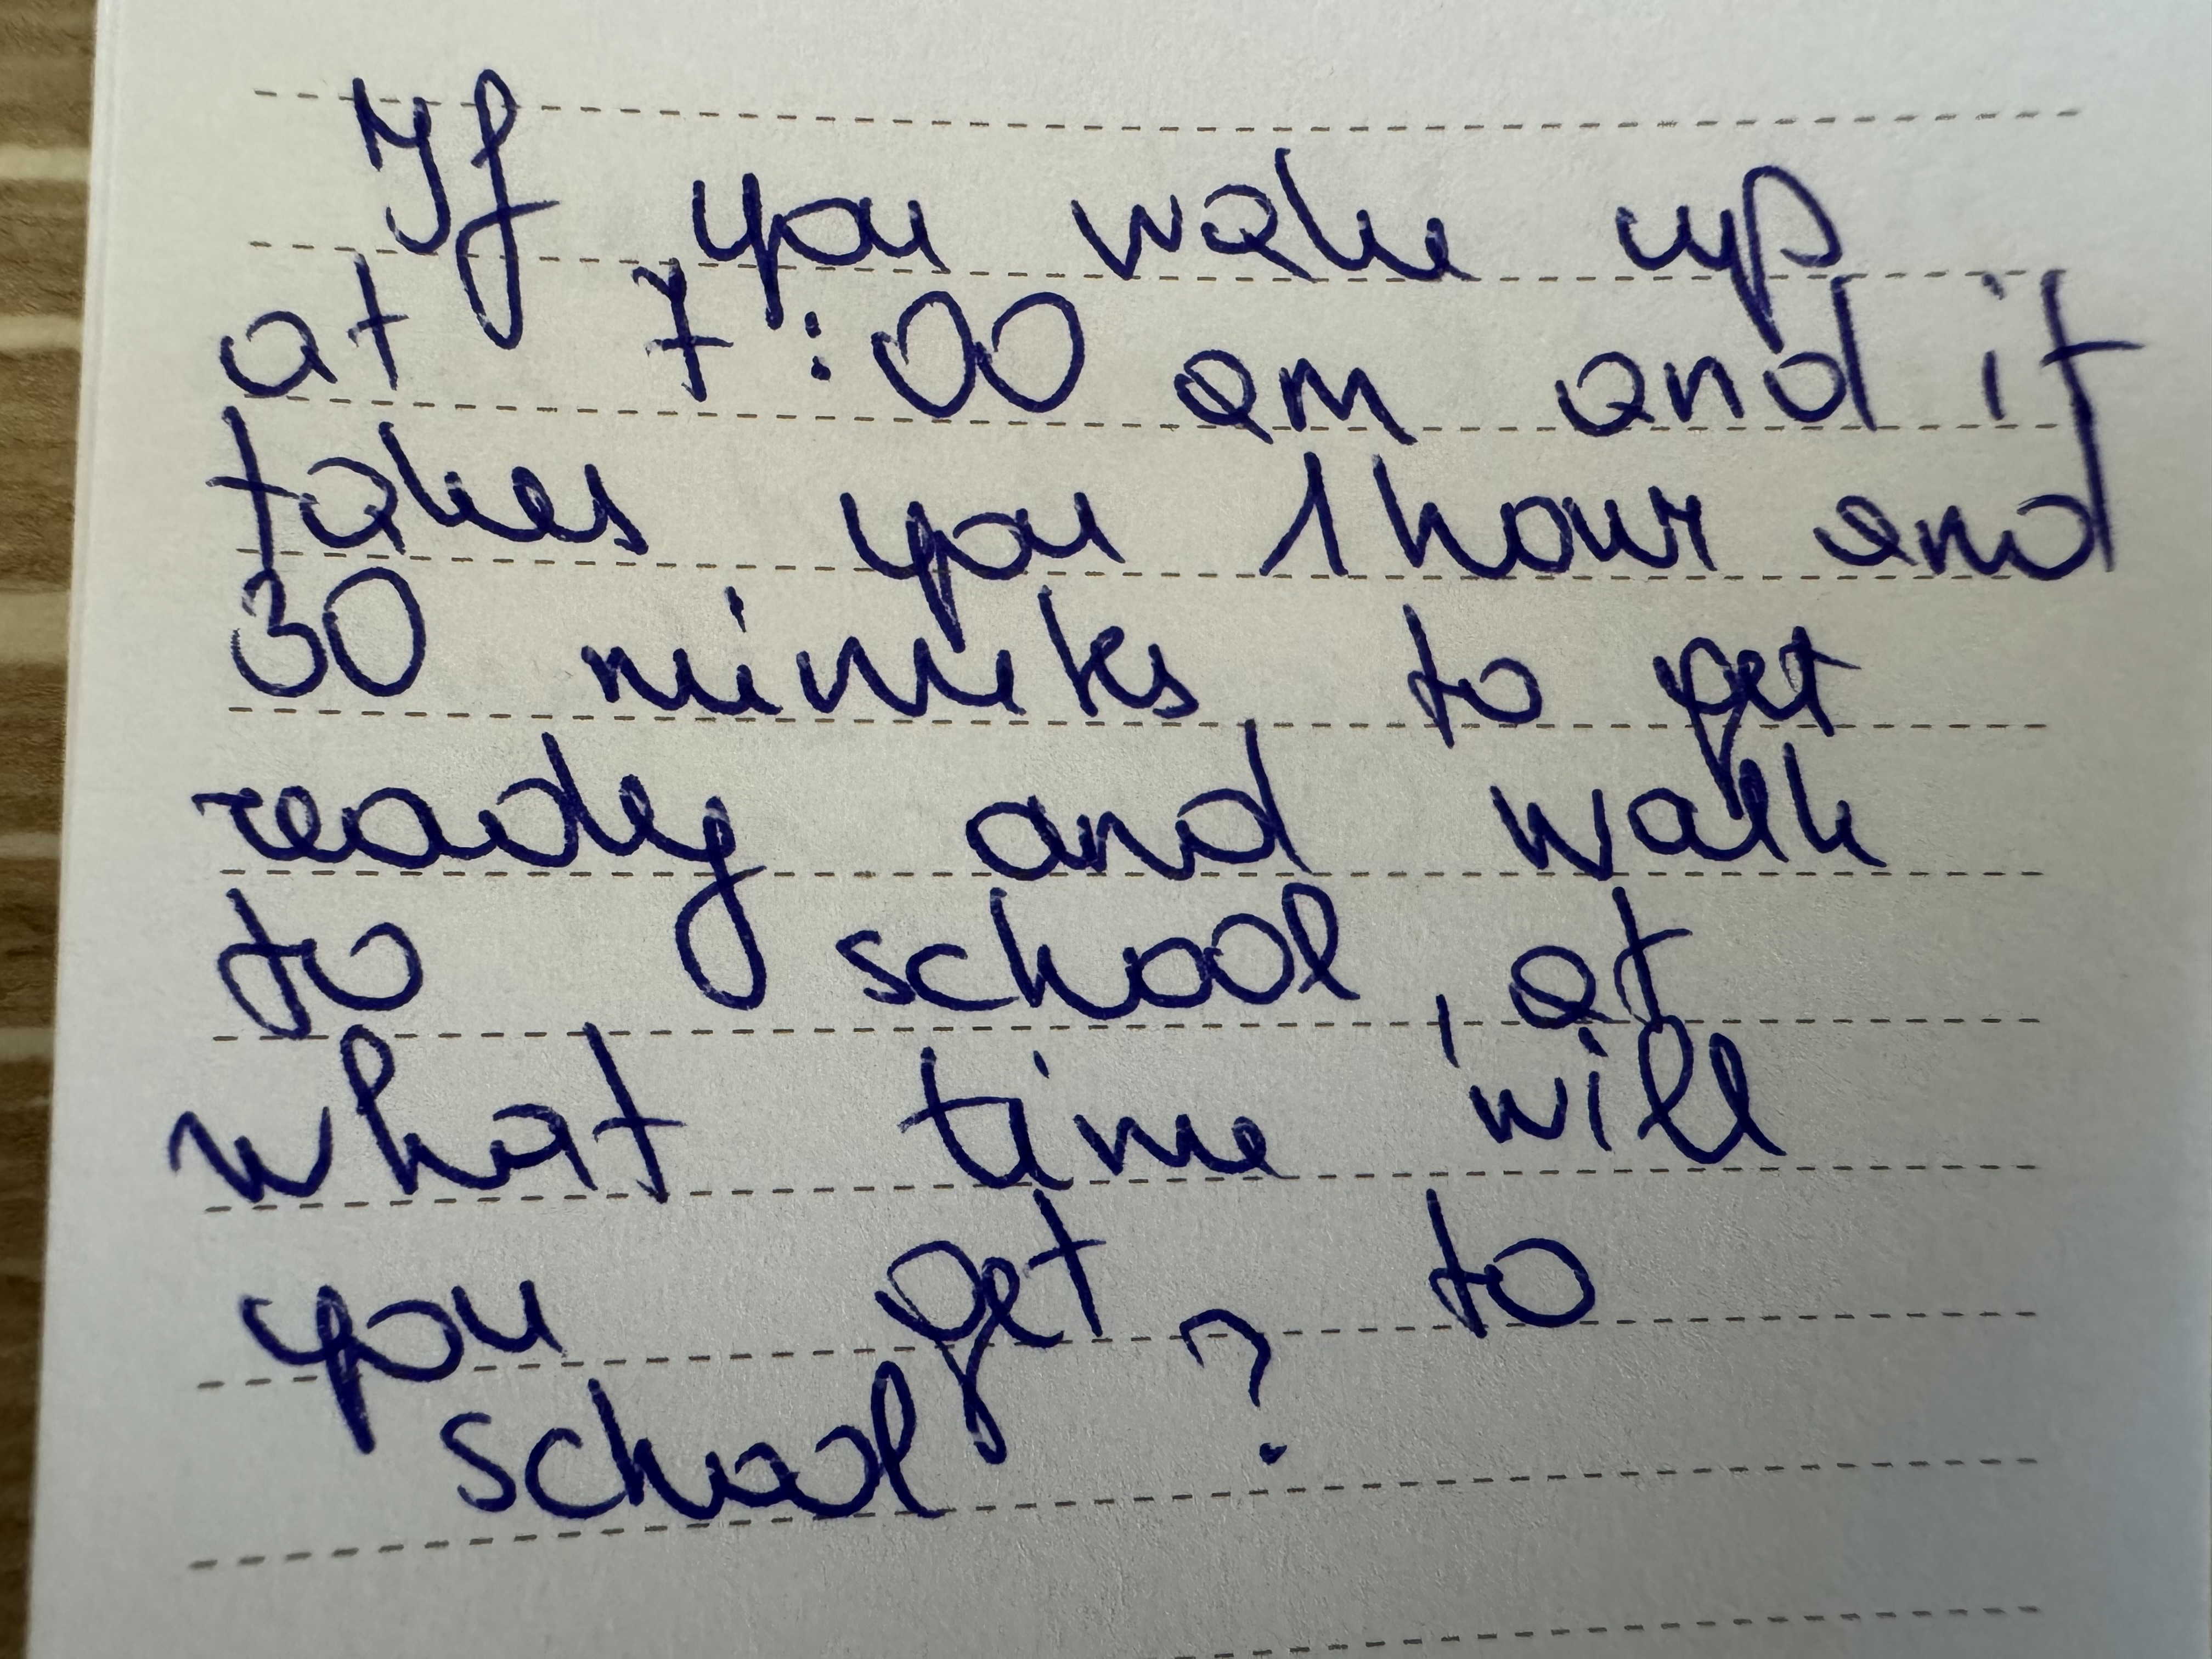 If you wake up
at 7:00 am and it
takes you 1 hour and
30 minutes to get
ready and walk
to school, at
what time will
you get to
school?